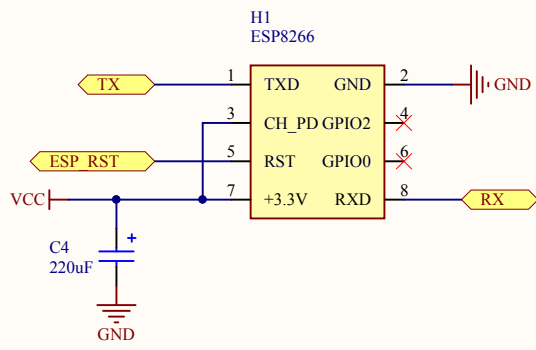 H1
ESP8266
TX 1 TXD GND 2 GND
3 CH_PD GPIO2 4
ESP_RST 5 RST GPIO0 6
VCC 7 +3.3V RXD 8 RX
+
C4
220uF
GND